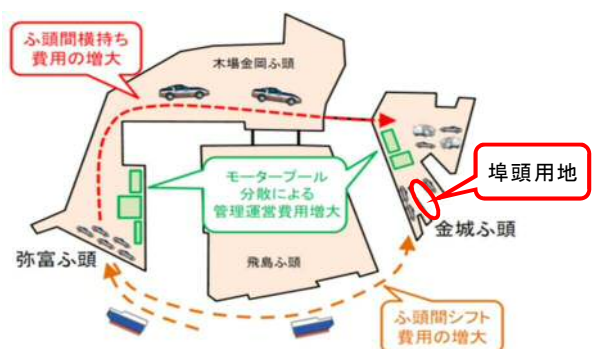 ふ頭間横持ち
費用の増大
木場金岡ふ頭
モータープール
分散による
管理運営費用増大
埠頭用地
金城ふ頭
弥富ふ頭
飛島ふ頭
ふ頭間シフト
費用の増大